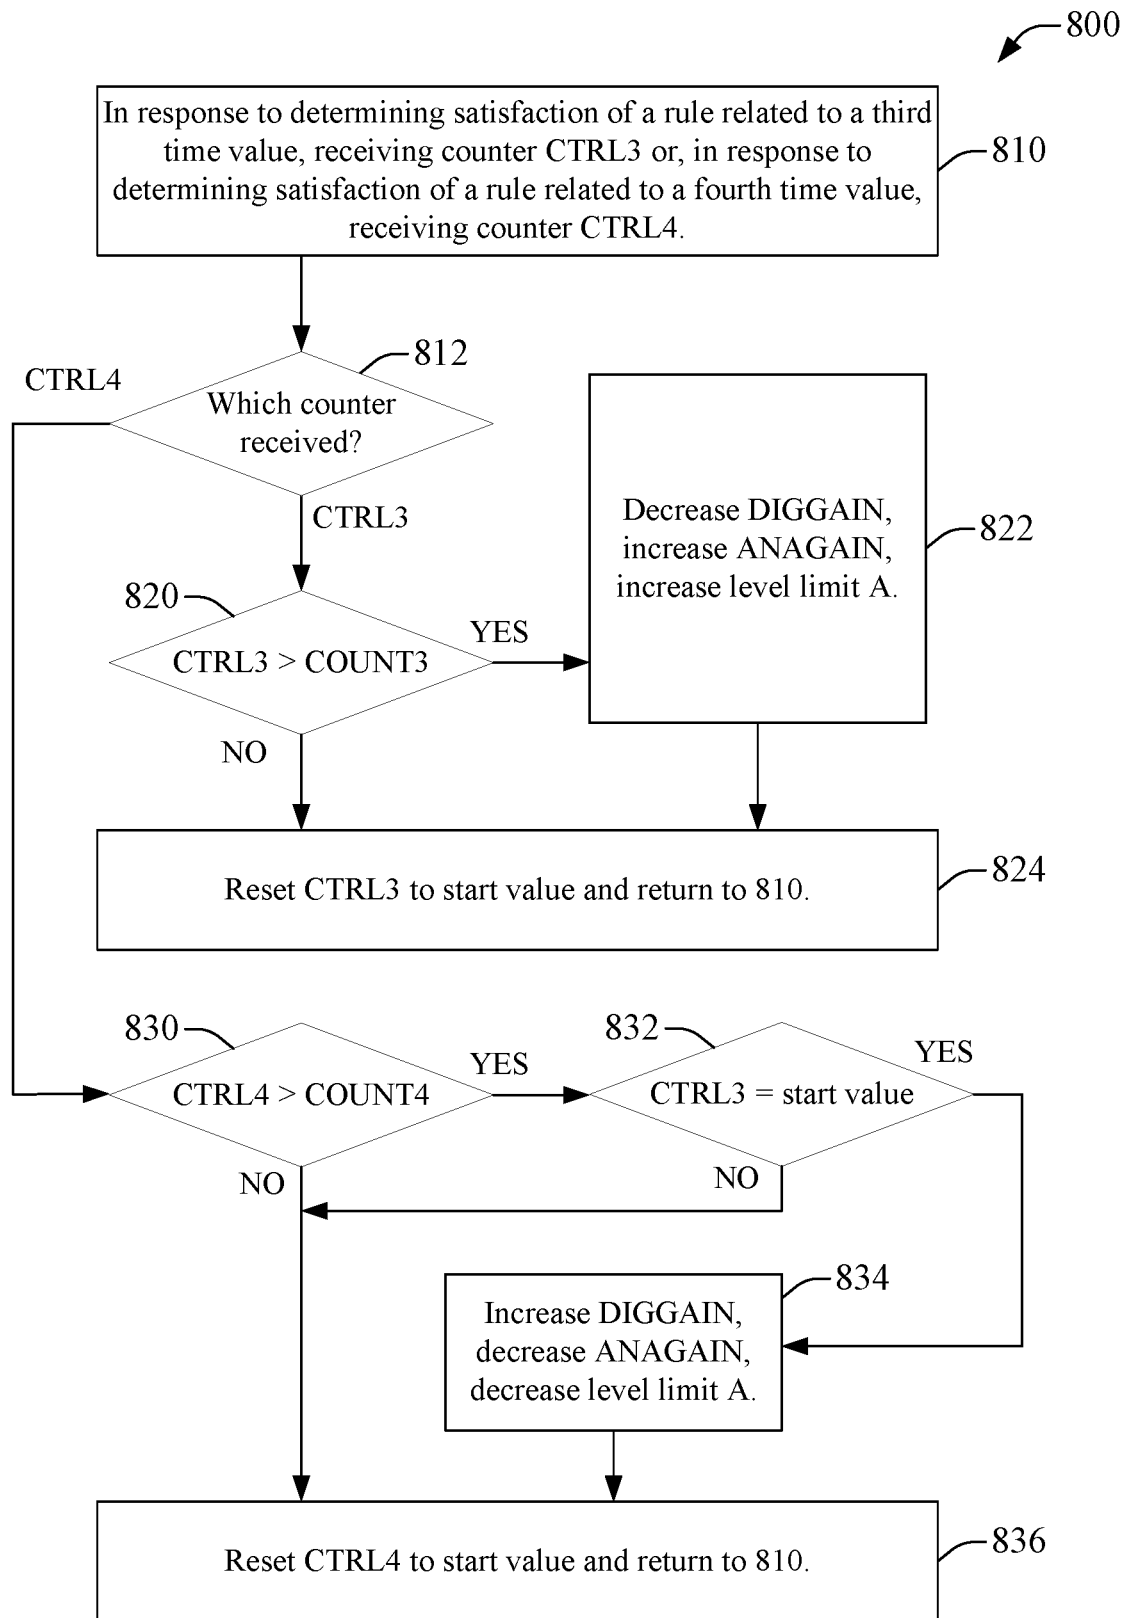 800
In response to determining satisfaction of a rule related to a third
time value, receiving counter CTRL3 or, in response to
determining satisfaction of a rule related to a fourth time value,
receiving counter CTRL4.
810
812
CTRL4
Which counter
received?
CTRL3
Decrease DIGGAIN,
increase ANAGAIN,
increase level limit A.
822
820
CTRL3 > COUNT3
YES
NO
Reset CTRL3 to start value and return to 810.
824
830
CTRL4 > COUNT4
YES
NO
832
CTRL3 = start value
YES
NO
834
Increase DIGGAIN,
decrease ANAGAIN,
decrease level limit A.
Reset CTRL4 to start value and return to 810.
836